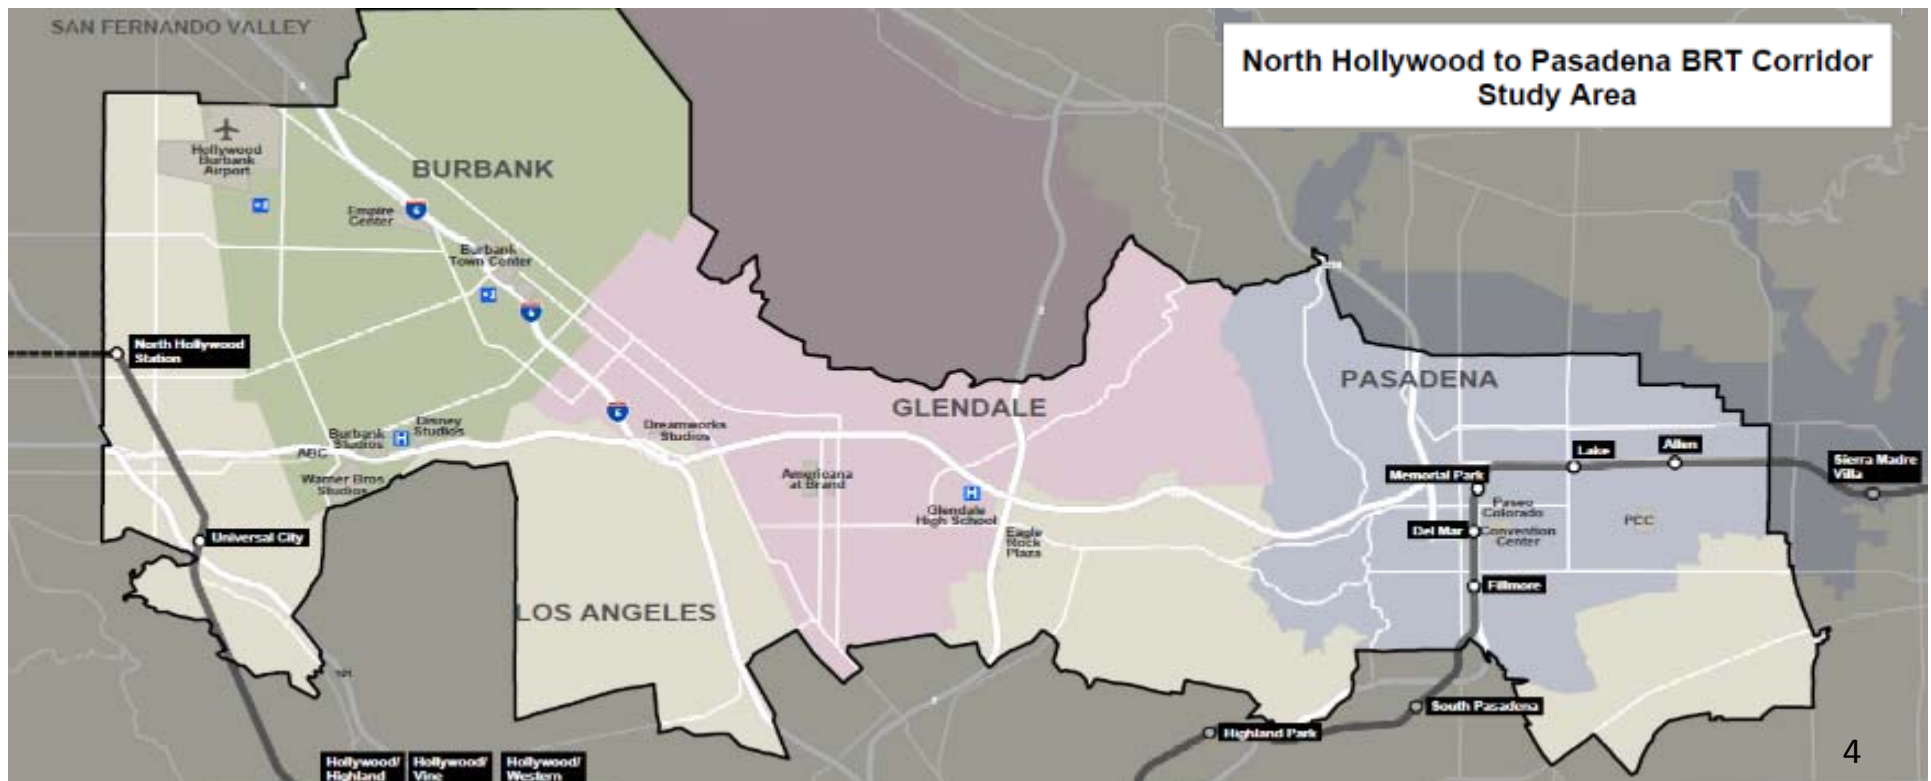 SAN FERNANDO VALLEY
North Hollywood to Pasadena BRT Corridor
Study Area
Hollywood
Burbank
Airport
BURBANK
Empire
Center
Burbank
Town Center
North Hollywood
Station
PASADENA
GLENDALE
Disney
Studios
Burbank
Studios
H
ABC
Warner Bros
Studios
Dreamworks
Studios
Americana
at Brand
H
Glendale
High School
Eagle
Rock
Plaza
Memorial Park
Lake
Allen
Sierra Madre
Villa
Paseo
Colorado
Del Mar
Convention
Center
PCC
Universal City
Fillmore
LOS ANGELES
101
South Pasadena
Highland Park
Hollywood/
Highland
Hollywood/
Vine
Hollywood/
Western
4